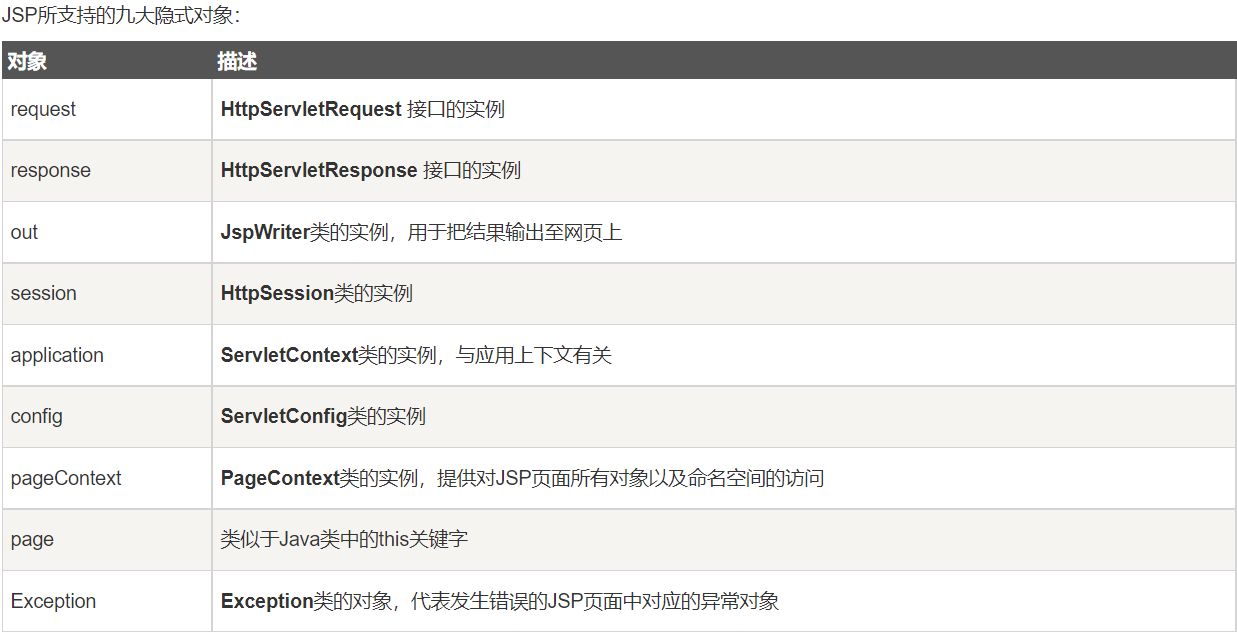 JSP所支持的九大隐式对象：
对象 描述
request HttpServletRequest 接口的实例
response HttpServletResponse 接口的实例
out JspWriter类的实例，用于把结果输出至网页上
session HttpSession类的实例
application ServletContext类的实例，与应用上下文有关
config ServletConfig类的实例
pageContext PageContext类的实例，提供对JSP页面所有对象以及命名空间的访问
page 类似于Java类中的this关键字
Exception Exception类的对象，代表发生错误的JSP页面中对应的异常对象